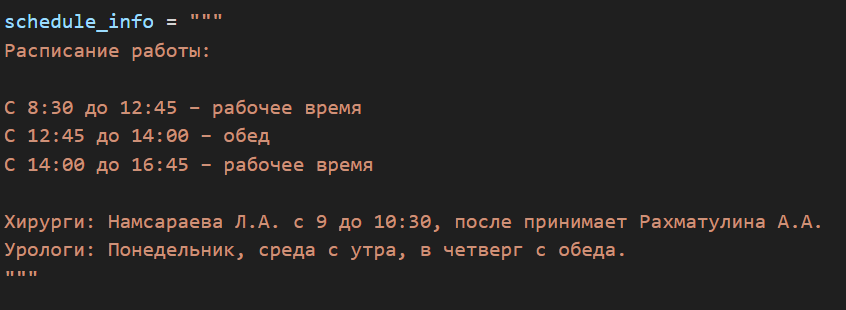 schedule_info = """
Расписание работы:
С 8:30 до 12:45 – рабочее время
С 12:45 до 14:00 – обед
С 14:00 до 16:45 – рабочее время
Хирурги: Намсараева Л.А. с 9 до 10:30, после принимает Рахматулина А.А.
Урологи: Понедельник, среда с утра, в четверг с обеда.
"""